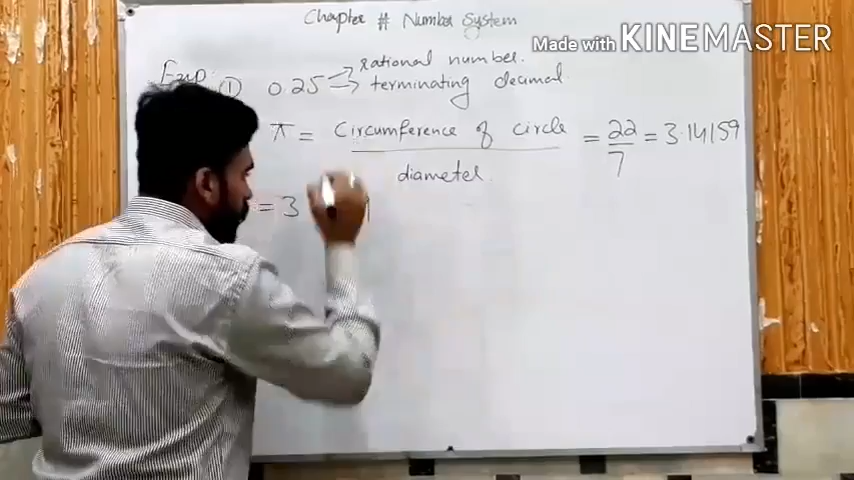 Chapter # Number System
Made with KINEMASTER
Exp ① 0.25 → rational number.
→ terminating decimal
π = Circumference of circle / diameter. = 22/7 = 3.14159
= 3